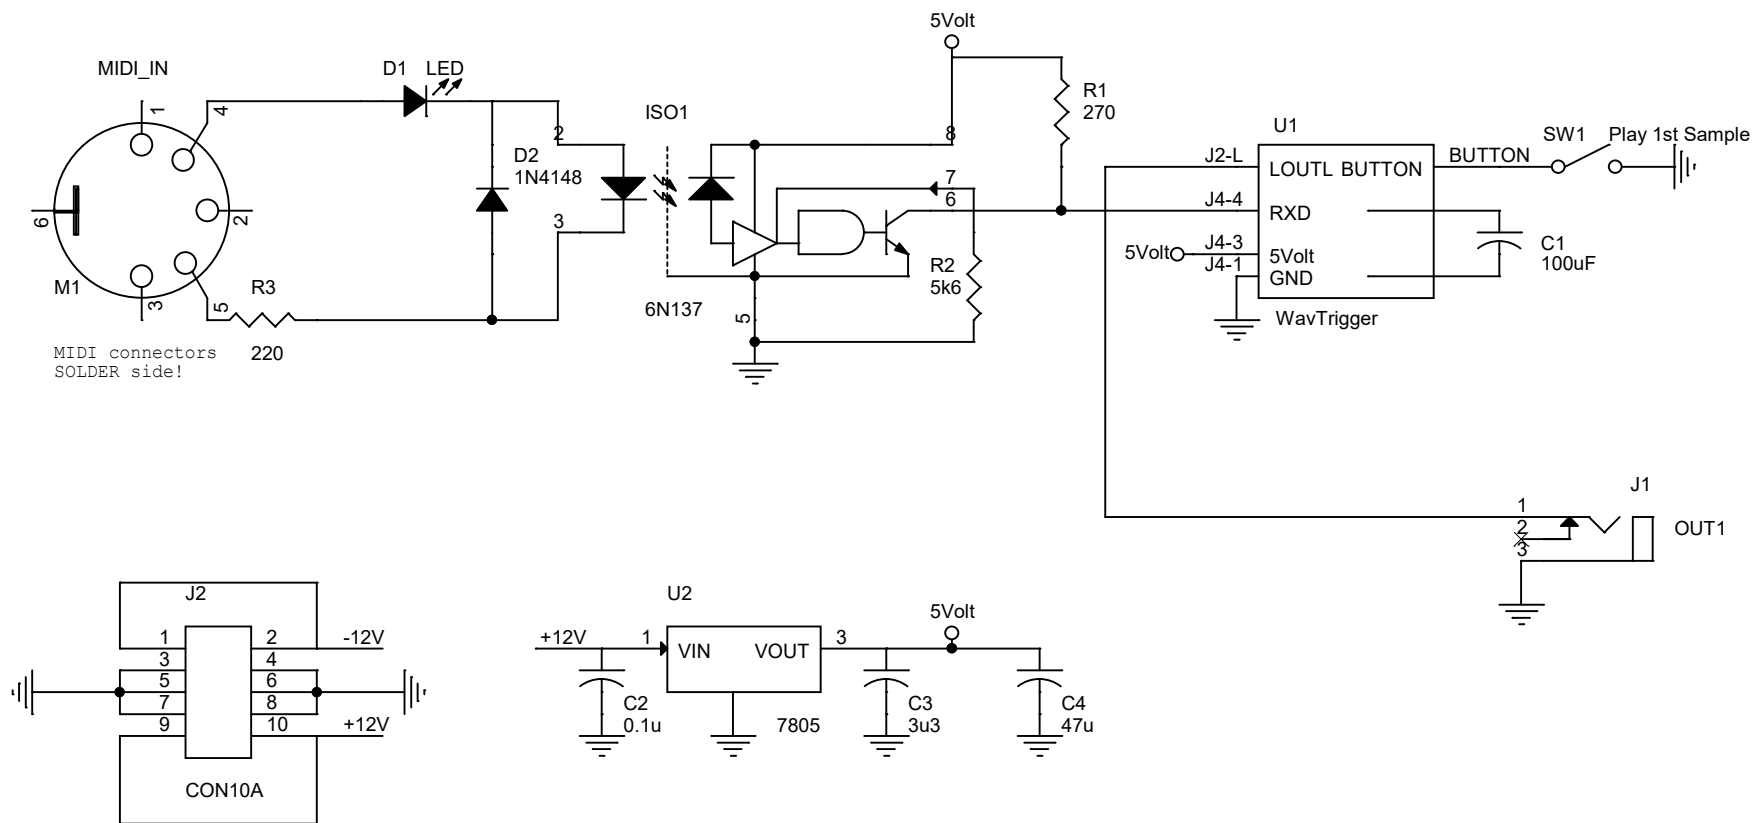 5Volt
MIDI_IN
D1 LED
1
4
ISO1
R1
270
U1
SW1 Play 1st Sample
2
8
D2
1N4148
J2-L
LOUTL BUTTON
BUTTON
7
6
J4-4
RXD
6
2
3
5Volt
J4-3
5Volt
J4-1
GND
C1
100uF
R2
5k6
M1
R3
3
5
6N137
5
WavTrigger
220
MIDI connectors
SOLDER side!
J1
1
2
3
OUT1
J2
1 2 -12V
3 4
5 6
7 8
9 10 +12V
CON10A
U2
5Volt
+12V 1 VIN VOUT 3
C2
0.1u
7805
C3
3u3
C4
47u